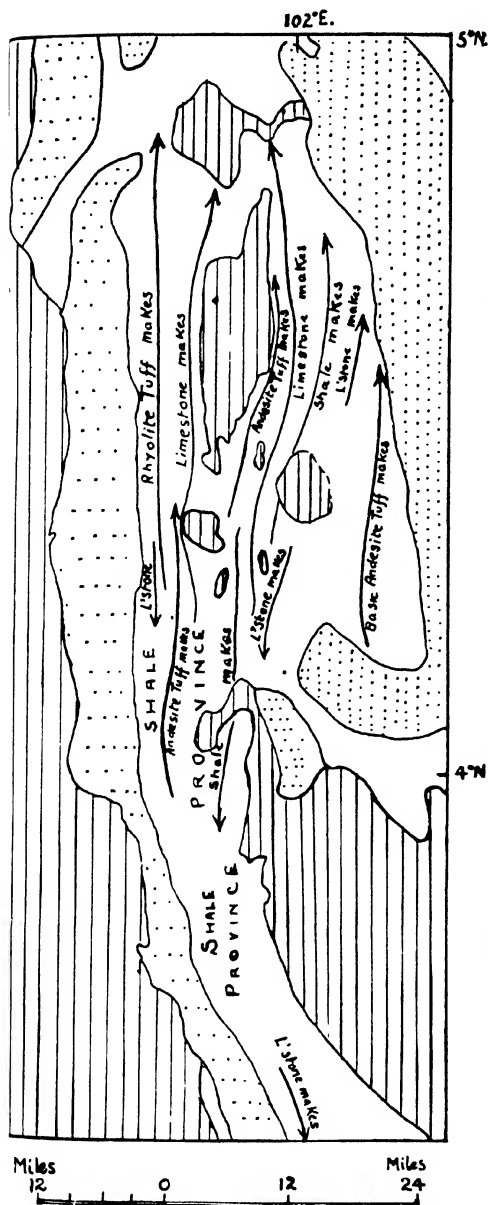 102°E.
5°N.
Rhyolite Tuff makes
Limestone makes
Andesite Tuff makes
Limestone makes
Shale makes
L'stone makes
Basic Andesite Tuff makes
L'stone
L'stone makes
SHALE PROVINCE
Andesite Tuff makes
Shale makes
4°N
SHALE
PROVINCE
L'stone makes
Miles Miles
12 0 12 24